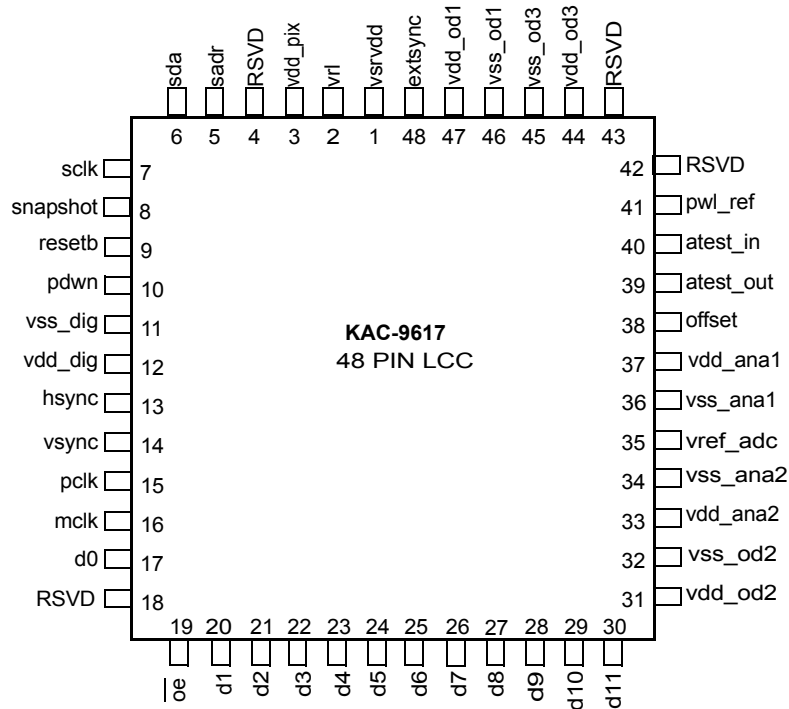 sda sadr RSVD vdd_pix vrl vsrvdd extsync vdd_od1 vss_od1 vss_od3 vdd_od3 RSVD
6 5 4 3 2 1 48 47 46 45 44 43
sclk 7
snapshot 8
resetb 9
pdwn 10
vss_dig 11
vdd_dig 12
hsync 13
vsync 14
pclk 15
mclk 16
d0 17
RSVD 18
KAC-9617
48 PIN LCC
42 RSVD
41 pwl_ref
40 atest_in
39 atest_out
38 offset
37 vdd_ana1
36 vss_ana1
35 vref_adc
34 vss_ana2
33 vdd_ana2
32 vss_od2
31 vdd_od2
19 20 21 22 23 24 25 26 27 28 29 30
oe d1 d2 d3 d4 d5 d6 d7 d8 d9 d10 d11